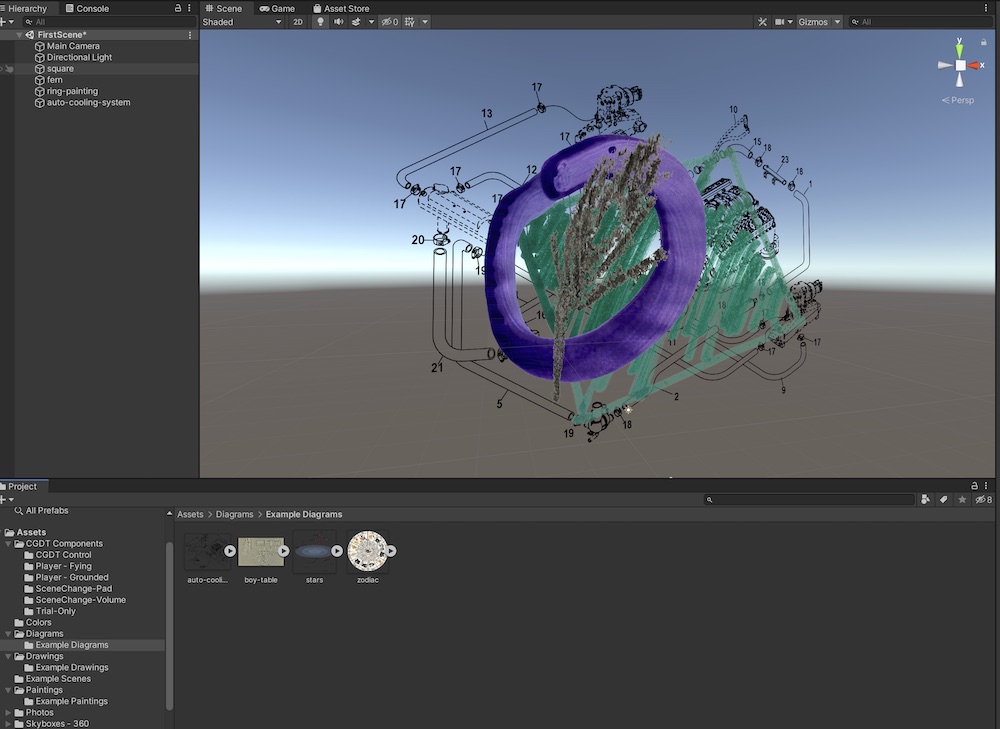 Hierarchy
Console
All
FirstScene*
Main Camera
Directional Light
square
fern
ring-painting
auto-cooling-system
Scene
Game
Asset Store
Shaded
2D
0
Gizmos
All
y
x
Persp
17
13
17
10
15
18
23
18
1
17
12
17
17
20
19
16
18
11
17
17
21
9
5
2
19
18
Project
8
All Prefabs
Assets
CGDT Components
CGDT Control
Player - Fying
Player - Grounded
SceneChange-Pad
SceneChange-Volume
Trial-Only
Colors
Diagrams
Example Diagrams
Drawings
Example Drawings
Example Scenes
Paintings
Example Paintings
Photos
Skyboxes - 360
Assets > Diagrams > Example Diagrams
auto-cooli...
boy-table
stars
zodiac